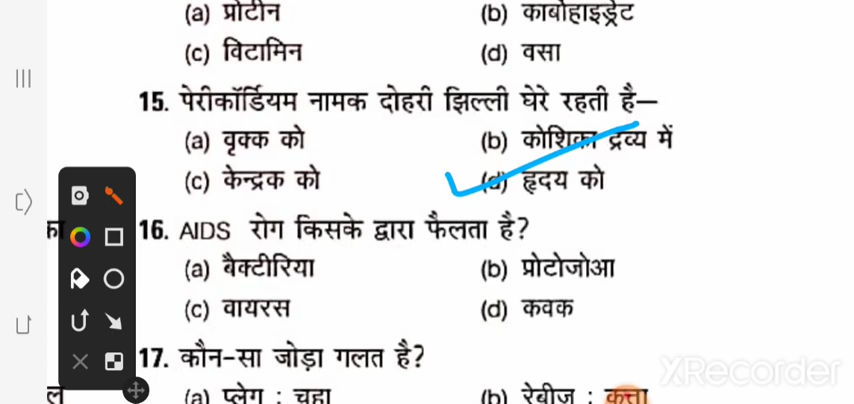 (a) प्रोटीन (b) कार्बोहाइड्रेट
(c) विटामिन (d) वसा
15. पेरीकॉर्डियम नामक दोहरी झिल्ली घेरे रहती है—
(a) वृक्क को (b) कोशिका द्रव्य में
(c) केन्द्रक को (d) हृदय को
16. AIDS रोग किसके द्वारा फैलता है?
(a) बैक्टीरिया (b) प्रोटोजोआ
(c) वायरस (d) कवक
17. कौन-सा जोड़ा गलत है?
(a) प्लेग : चूहा (b) रेबीज : कुत्ता
XRecorder